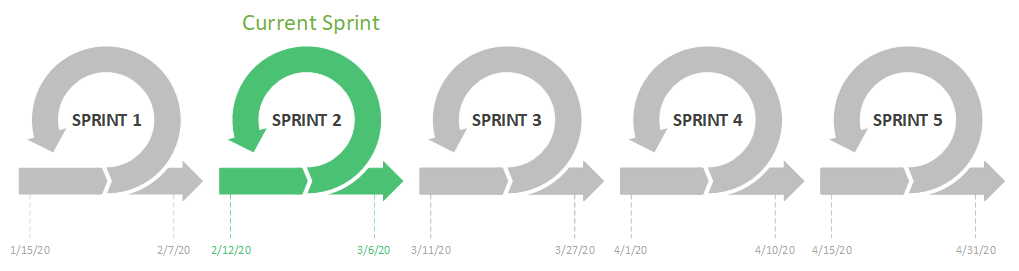 Current Sprint
SPRINT 1
SPRINT 2
SPRINT 3
SPRINT 4
SPRINT 5
1/15/20
2/7/20
2/12/20
3/6/20
3/11/20
3/27/20
4/1/20
4/10/20
4/15/20
4/31/20